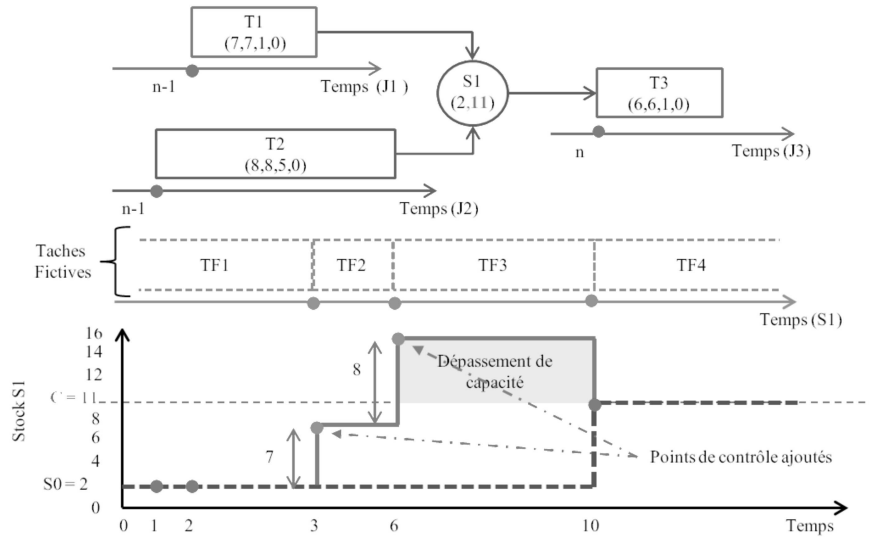 T1
(7,7,1,0)
n-1
Temps (J1 )
S1
(2,11)
T3
(6,6,1,0)
n
Temps (J3)
T2
(8,8,5,0)
n-1
Temps (J2)
Taches
Fictives
TF1
TF2
TF3
TF4
Temps (S1)
Stock S1
16
14
12
C = 11
8
6
4
S0 = 2
0
8
7
Dépassement de
capacité
Points de contrôle ajoutés
0
1
2
3
6
10
Temps